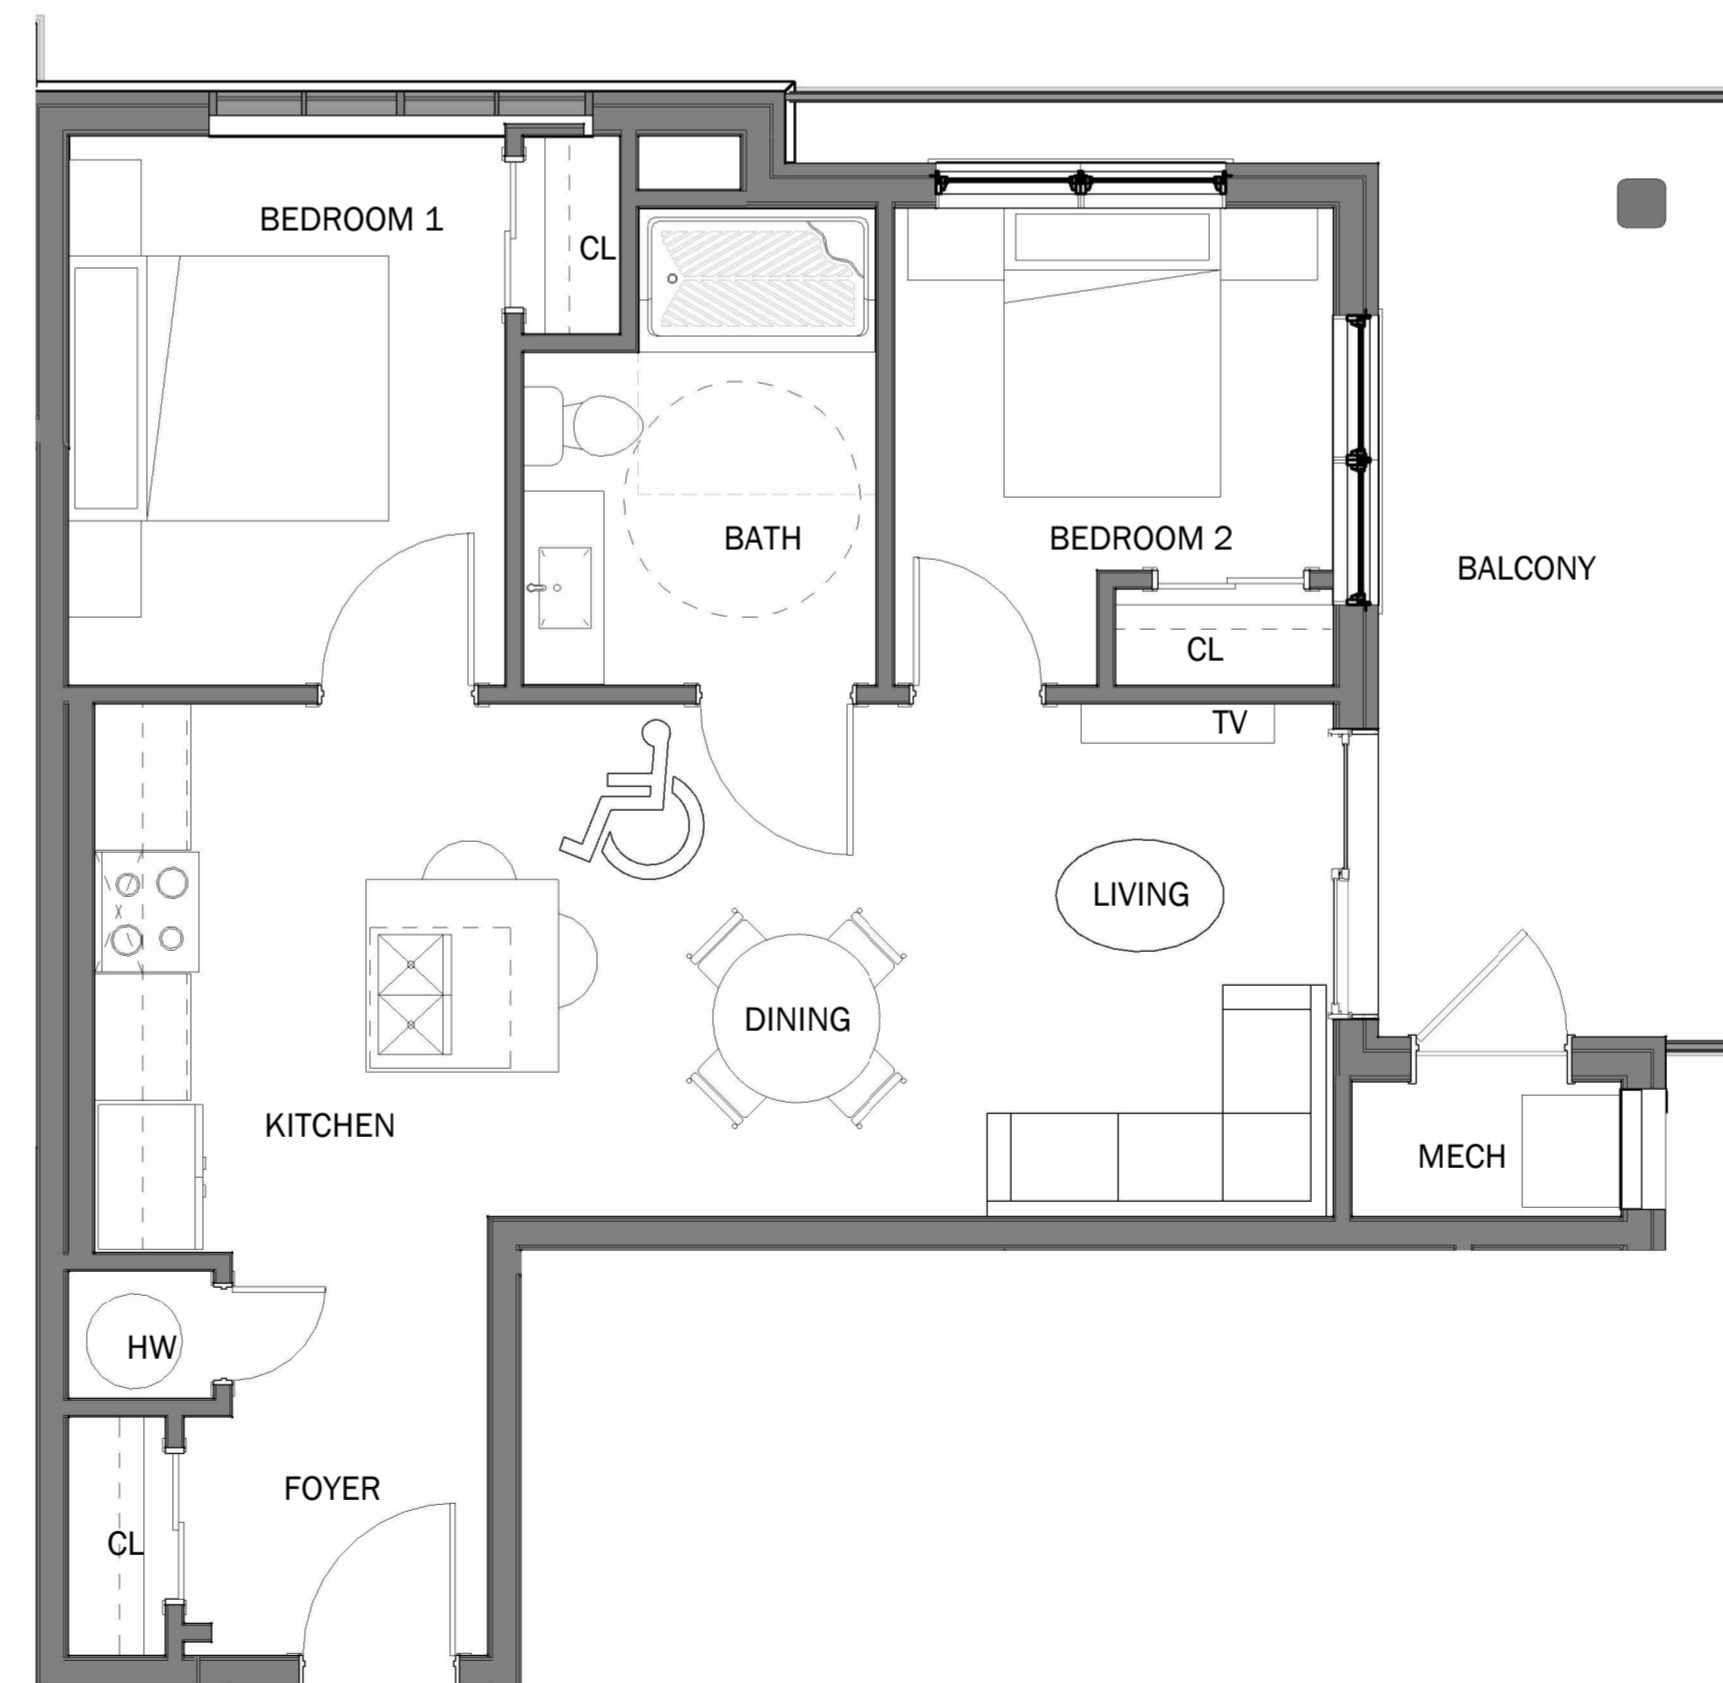 BEDROOM 1
CL
BATH
BEDROOM 2
BALCONY
CL
TV
LIVING
DINING
KITCHEN
MECH
HW
FOYER
CL